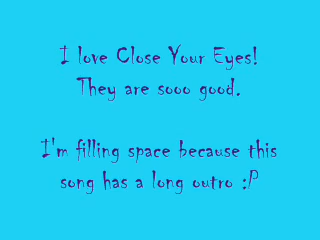 I love Close Your Eyes!
They are sooo good.
I'm filling space because this
song has a long outro :P